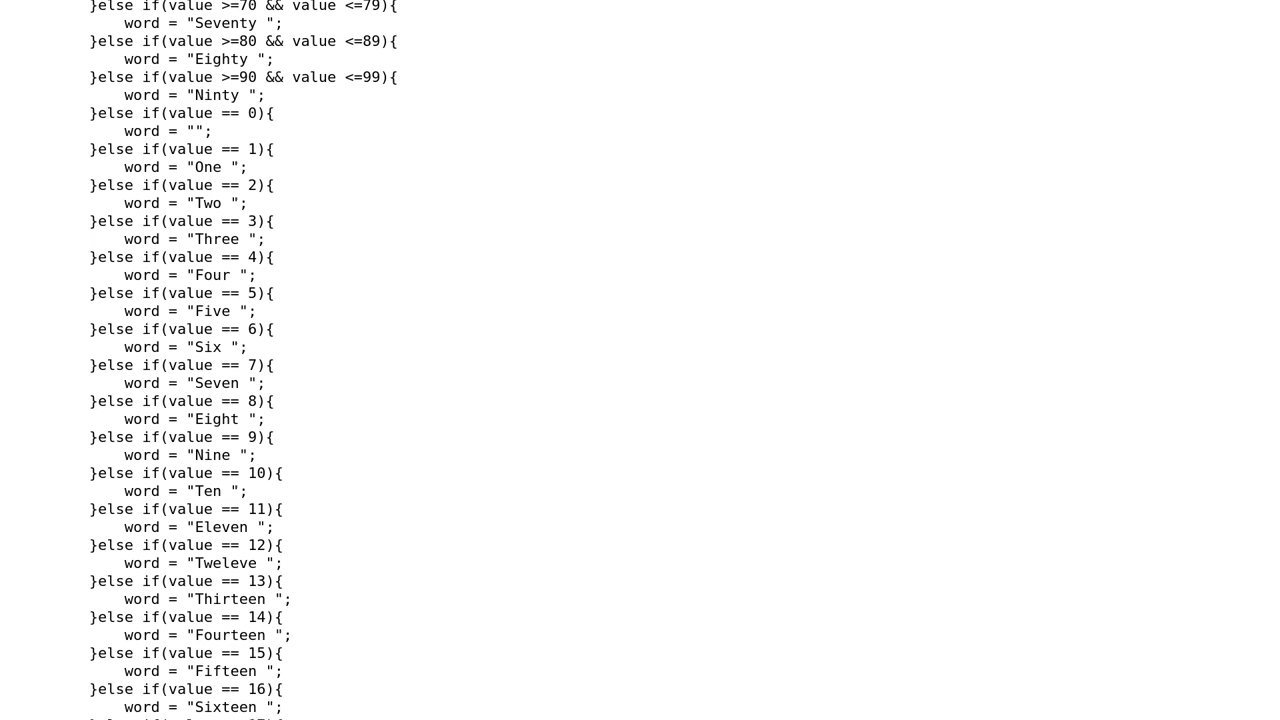 }else if(value >=70 && value <=79){
    word = "Seventy ";
}else if(value >=80 && value <=89){
    word = "Eighty ";
}else if(value >=90 && value <=99){
    word = "Ninty ";
}else if(value == 0){
    word = "";
}else if(value == 1){
    word = "One ";
}else if(value == 2){
    word = "Two ";
}else if(value == 3){
    word = "Three ";
}else if(value == 4){
    word = "Four ";
}else if(value == 5){
    word = "Five ";
}else if(value == 6){
    word = "Six ";
}else if(value == 7){
    word = "Seven ";
}else if(value == 8){
    word = "Eight ";
}else if(value == 9){
    word = "Nine ";
}else if(value == 10){
    word = "Ten ";
}else if(value == 11){
    word = "Eleven ";
}else if(value == 12){
    word = "Tweleve ";
}else if(value == 13){
    word = "Thirteen ";
}else if(value == 14){
    word = "Fourteen ";
}else if(value == 15){
    word = "Fifteen ";
}else if(value == 16){
    word = "Sixteen ";